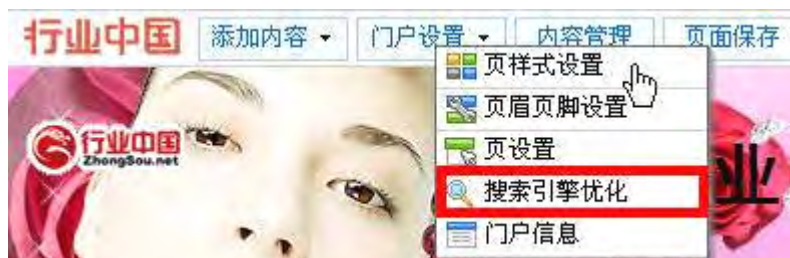 行业中国 添加内容 门户设置 内容管理 页面保存
页样式设置
页眉页脚设置
行业中国
ZhongSou.net
页设置
搜索引擎优化
业
门户信息